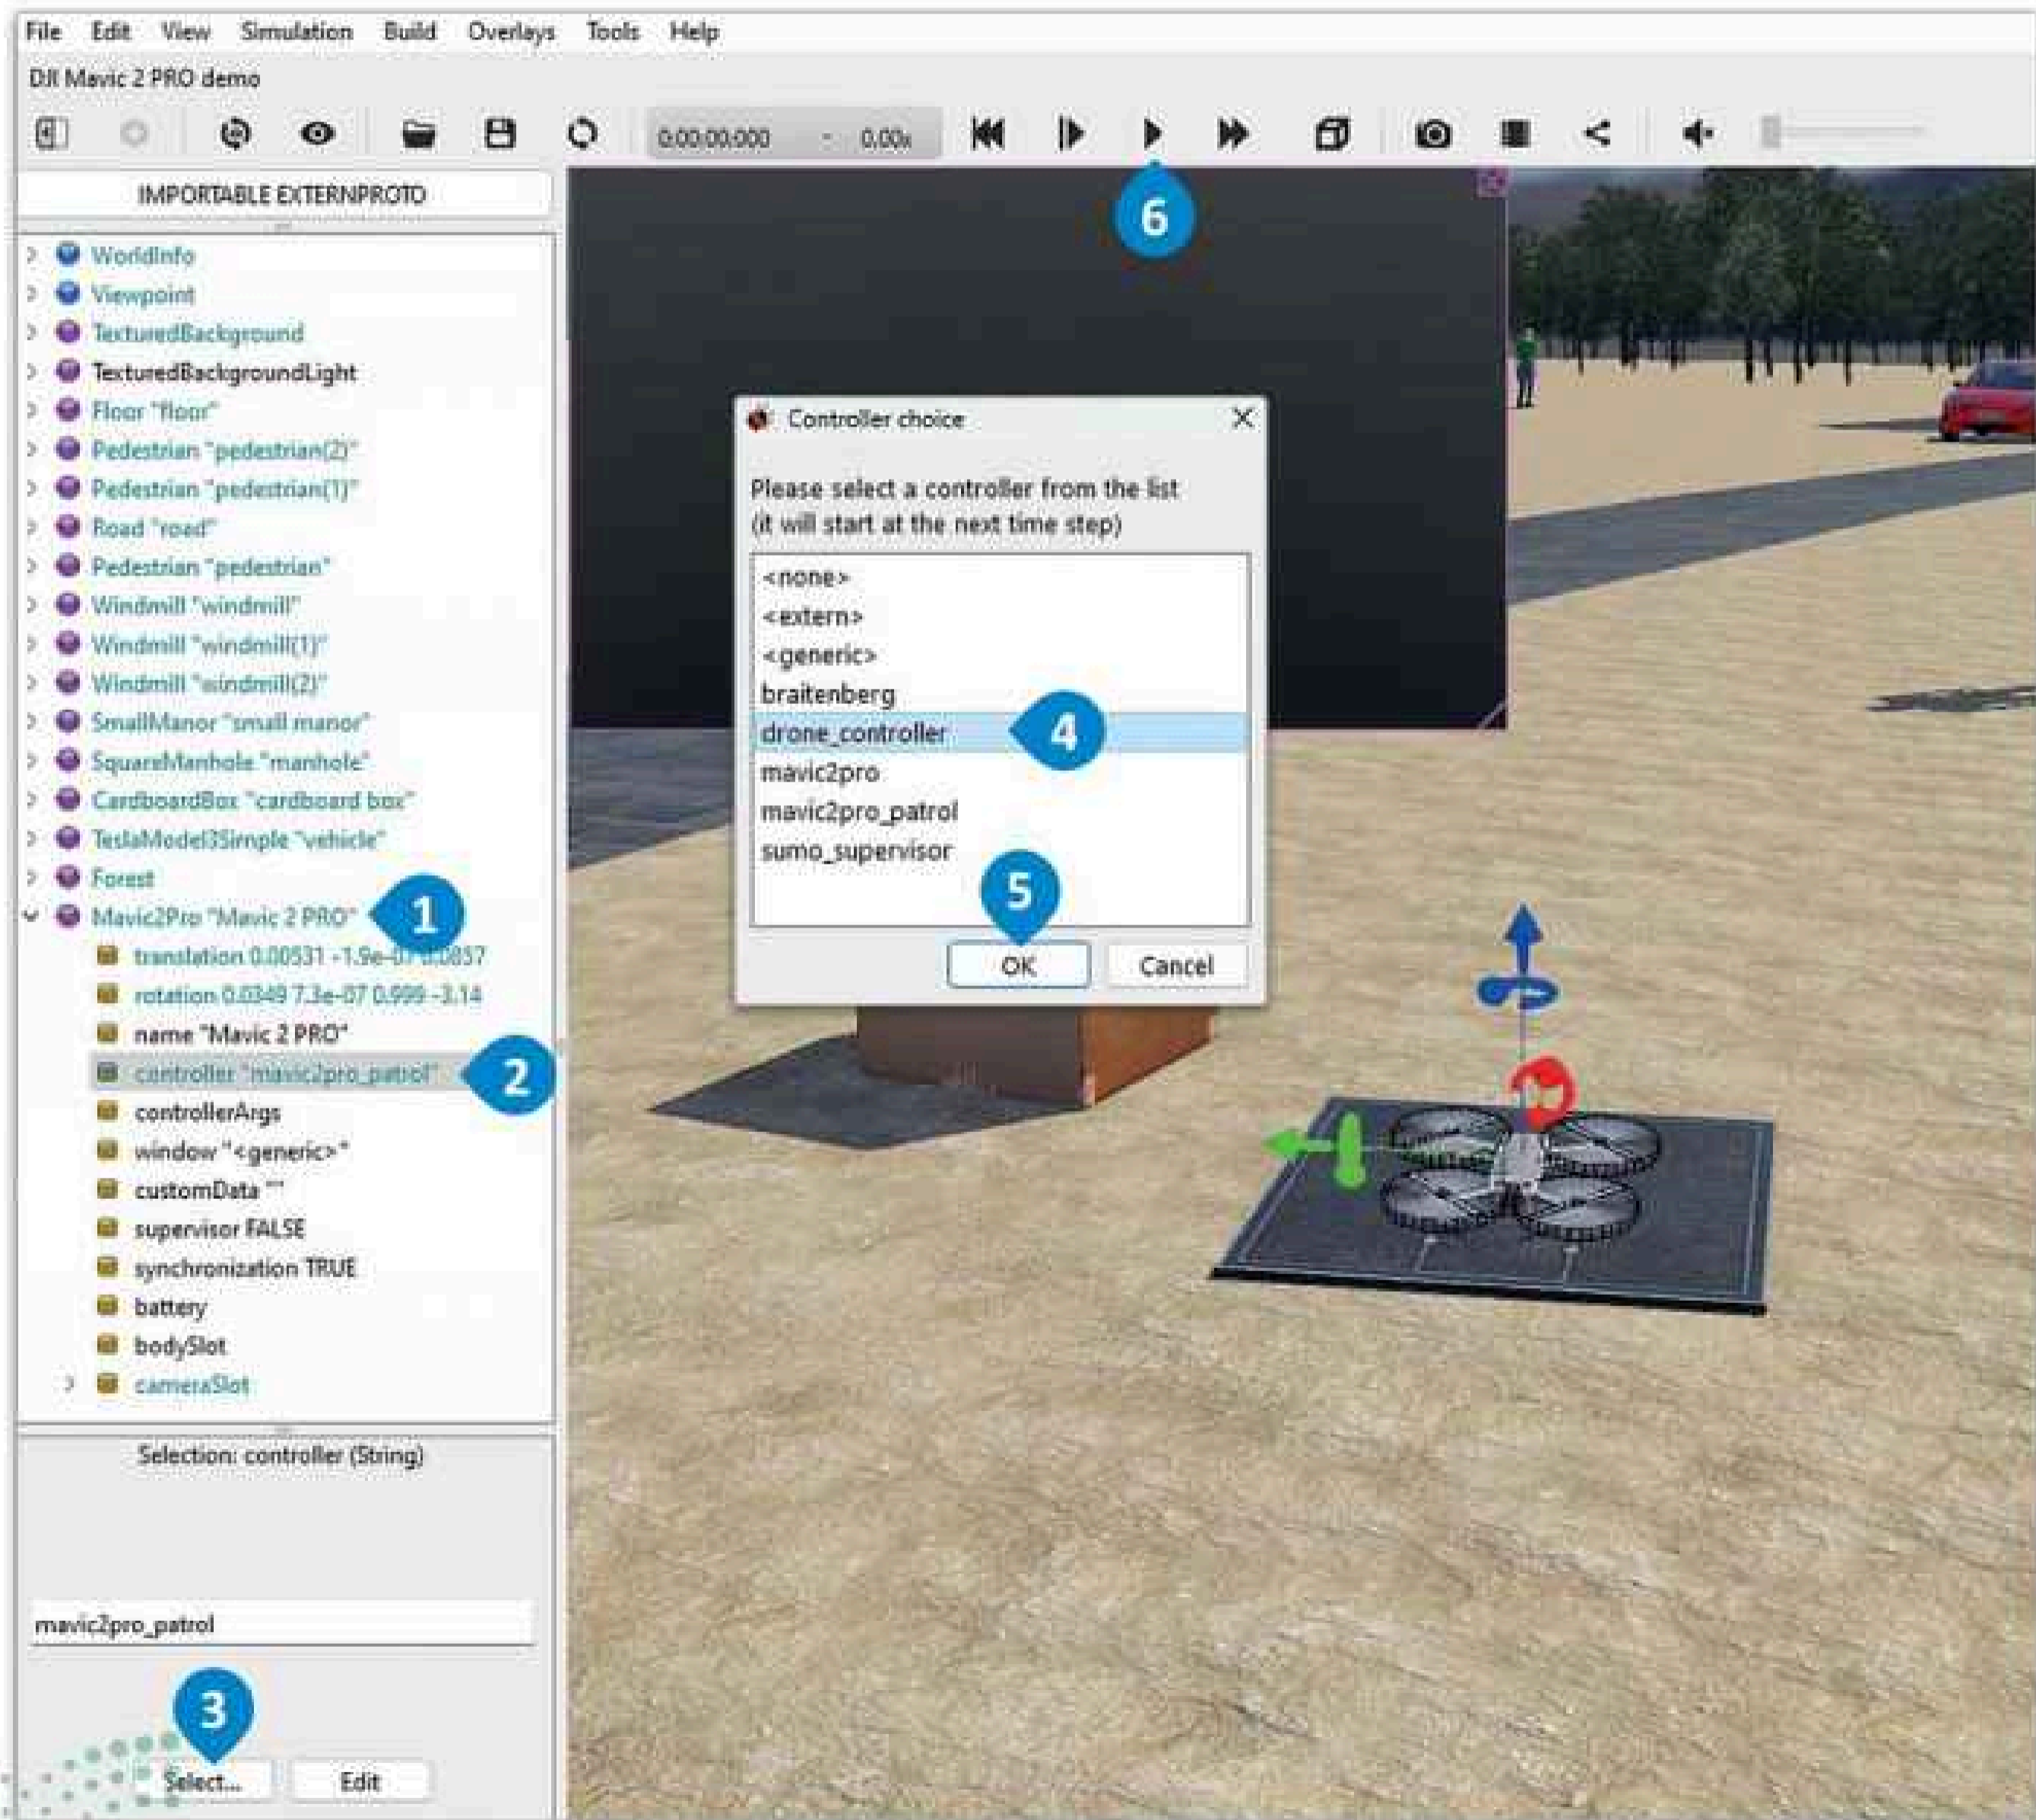 File Edit View Simulation Build Overlays Tools Help
DJI Mavic 2 PRO demo
0:00:00:000 - 0.00x
IMPORTABLE EXTERNPROTO
WorldInfo
Viewpoint
TexturedBackground
TexturedBackgroundLight
Floor "floor"
Pedestrian "pedestrian(2)"
Pedestrian "pedestrian(1)"
Road "road"
Pedestrian "pedestrian"
Windmill "windmill"
Windmill "windmill(1)"
Windmill "windmill(2)"
SmallManor "small manor"
SquareManhole "manhole"
CardboardBox "cardboard box"
TeslaModel3Simple "vehicle"
Forest
Mavic2Pro "Mavic 2 PRO"
1
translation 0.00531 -1.9e-07 0.0857
rotation 0.0349 7.3e-07 0.999 -3.14
name "Mavic 2 PRO"
controller "mavic2pro_patrol"
2
controllerArgs
window "<generic>"
customData ""
supervisor FALSE
synchronization TRUE
battery
bodySlot
cameraSlot
Selection: controller (String)
mavic2pro_patrol
3
Select...
Edit
Controller choice
Please select a controller from the list
(it will start at the next time step)
<none>
<extern>
<generic>
braitenberg
drone_controller
4
mavic2pro
mavic2pro_patrol
sumo_supervisor
5
OK
Cancel
6